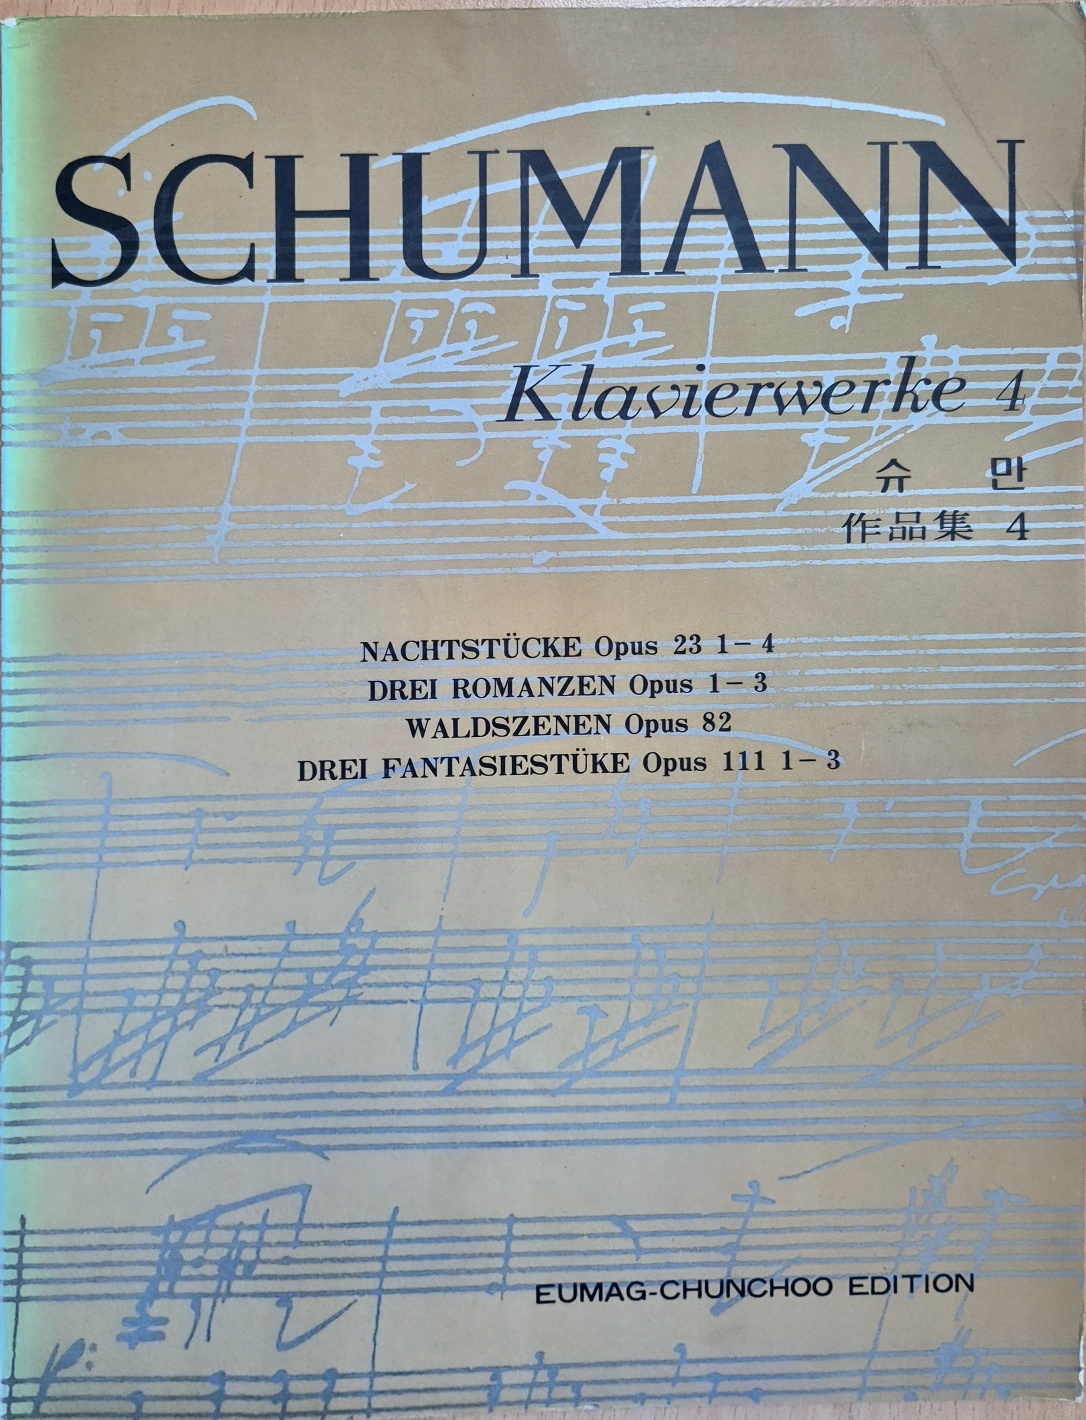 SCHUMANN
Klavierwerke 4
슈 만
作品集 4
NACHTSTÜCKE Opus 23 1–4
DREI ROMANZEN Opus 1–3
WALDSZENEN Opus 82
DREI FANTASIESTÜKE Opus 111 1–3
EUMAG-CHUNCHOO EDITION